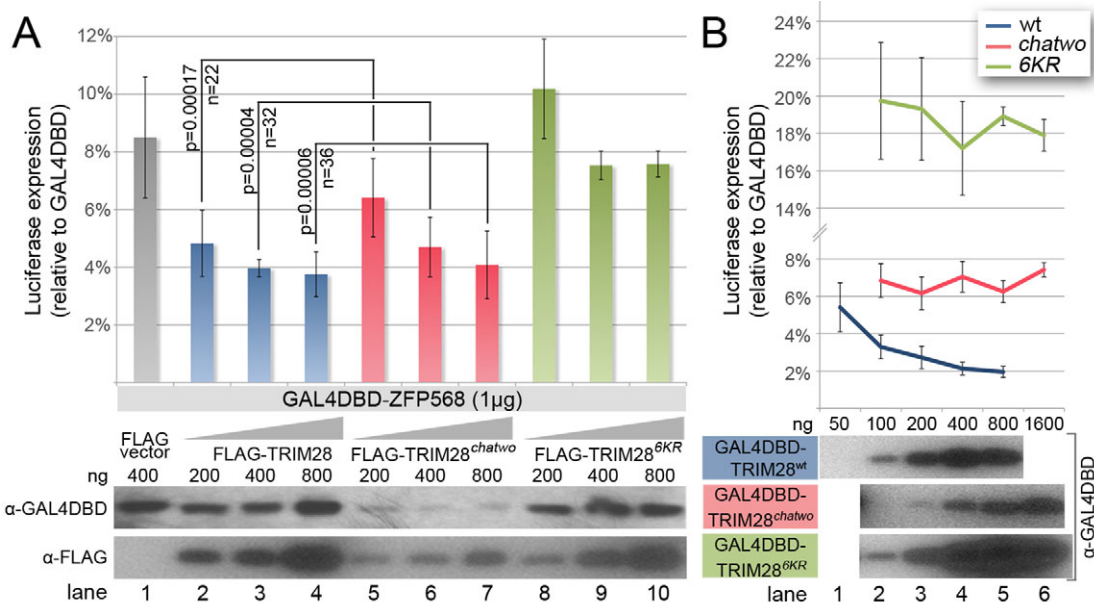 A
Luciferase expression
(relative to GAL4DBD)
12%
10%
8%
6%
4%
2%
p=0.00017
n=22
p=0.00004
n=32
p=0.00006
n=36
GAL4DBD-ZFP568 (1µg)
FLAG
vector
FLAG-TRIM28
FLAG-TRIM28chatwo
FLAG-TRIM286KR
ng 400 200 400 800 200 400 800 200 400 800
α-GAL4DBD
α-FLAG
lane 1 2 3 4 5 6 7 8 9 10
B
wt
chatwo
6KR
Luciferase expression
(relative to GAL4DBD)
24%
22%
20%
18%
16%
14%
8%
6%
4%
2%
ng
50 100 200 400 800 1600
GAL4DBD-
TRIM28wt
GAL4DBD-
TRIM28chatwo
GAL4DBD-
TRIM286KR
α-GAL4DBD
lane 1 2 3 4 5 6